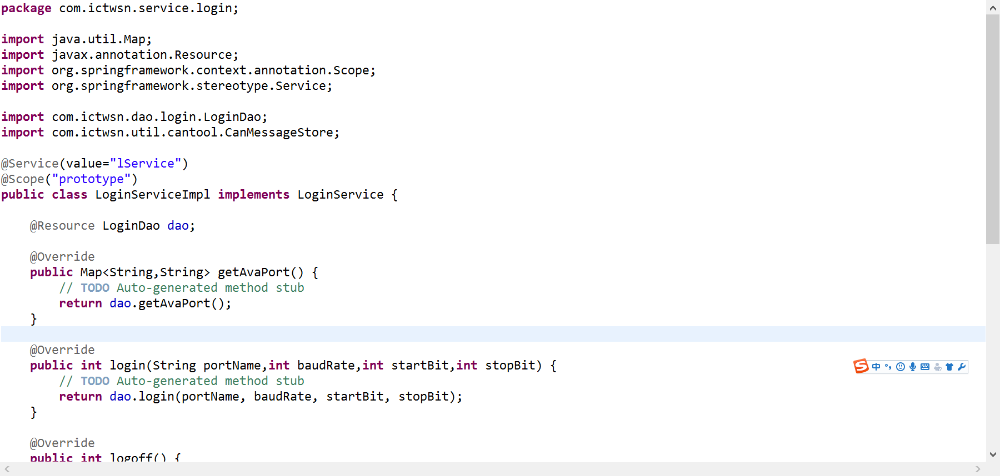 package com.ictwsn.service.login;
import java.util.Map;
import javax.annotation.Resource;
import org.springframework.context.annotation.Scope;
import org.springframework.stereotype.Service;
import com.ictwsn.dao.login.LoginDao;
import com.ictwsn.util.cantool.CanMessageStore;
@Service(value="lService")
@Scope("prototype")
public class LoginServiceImpl implements LoginService {
@Resource LoginDao dao;
@Override
public Map<String,String> getAvaPort() {
// TODO Auto-generated method stub
return dao.getAvaPort();
}
@Override
public int login(String portName,int baudRate,int startBit,int stopBit) {
// TODO Auto-generated method stub
return dao.login(portName, baudRate, startBit, stopBit);
}
@Override
public int logoff() {
S 中 °,